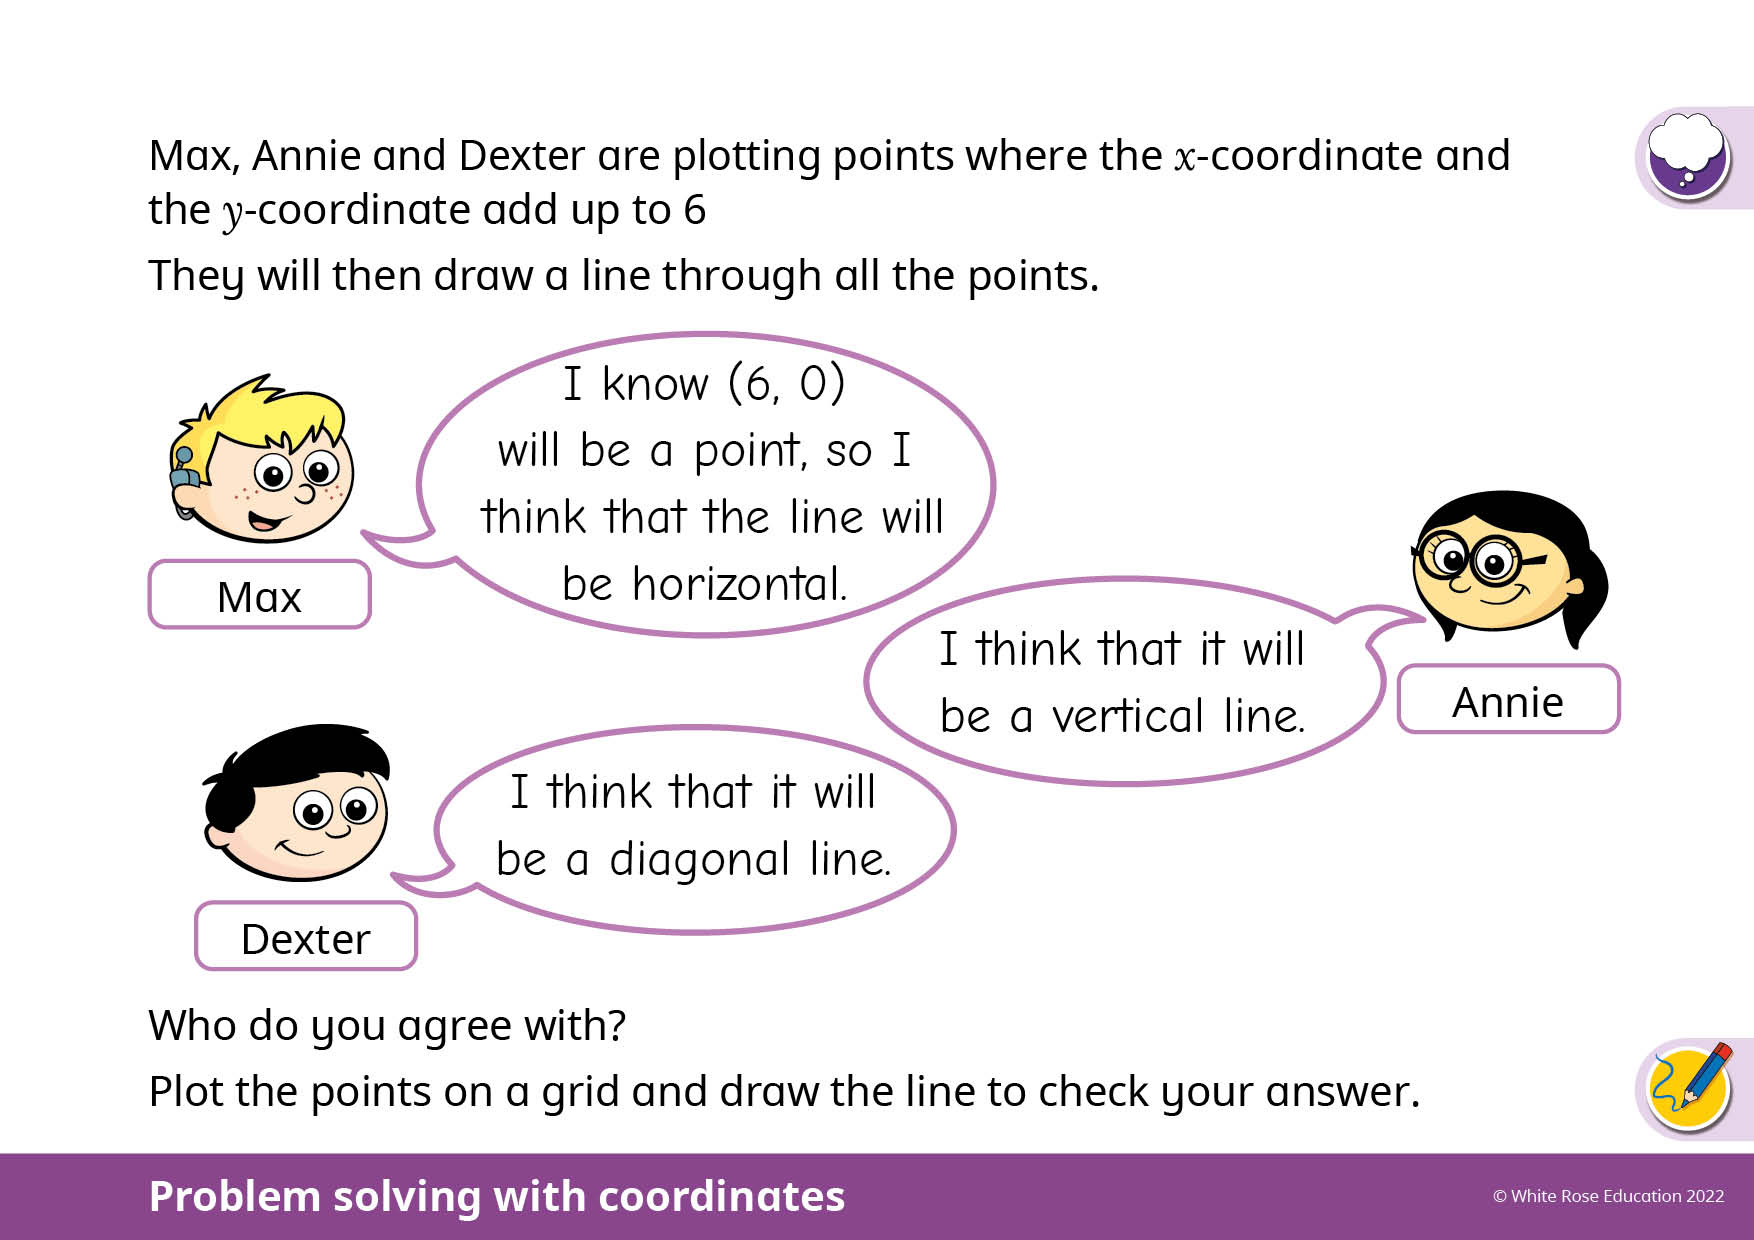 Max, Annie and Dexter are plotting points where the x-coordinate and
the y-coordinate add up to 6
They will then draw a line through all the points.
I know (6, 0)
will be a point, so I
think that the line will
be horizontal.
Max
I think that it will
be a vertical line.
Annie
I think that it will
be a diagonal line.
Dexter
Who do you agree with?
Plot the points on a grid and draw the line to check your answer.
Problem solving with coordinates
© White Rose Education 2022